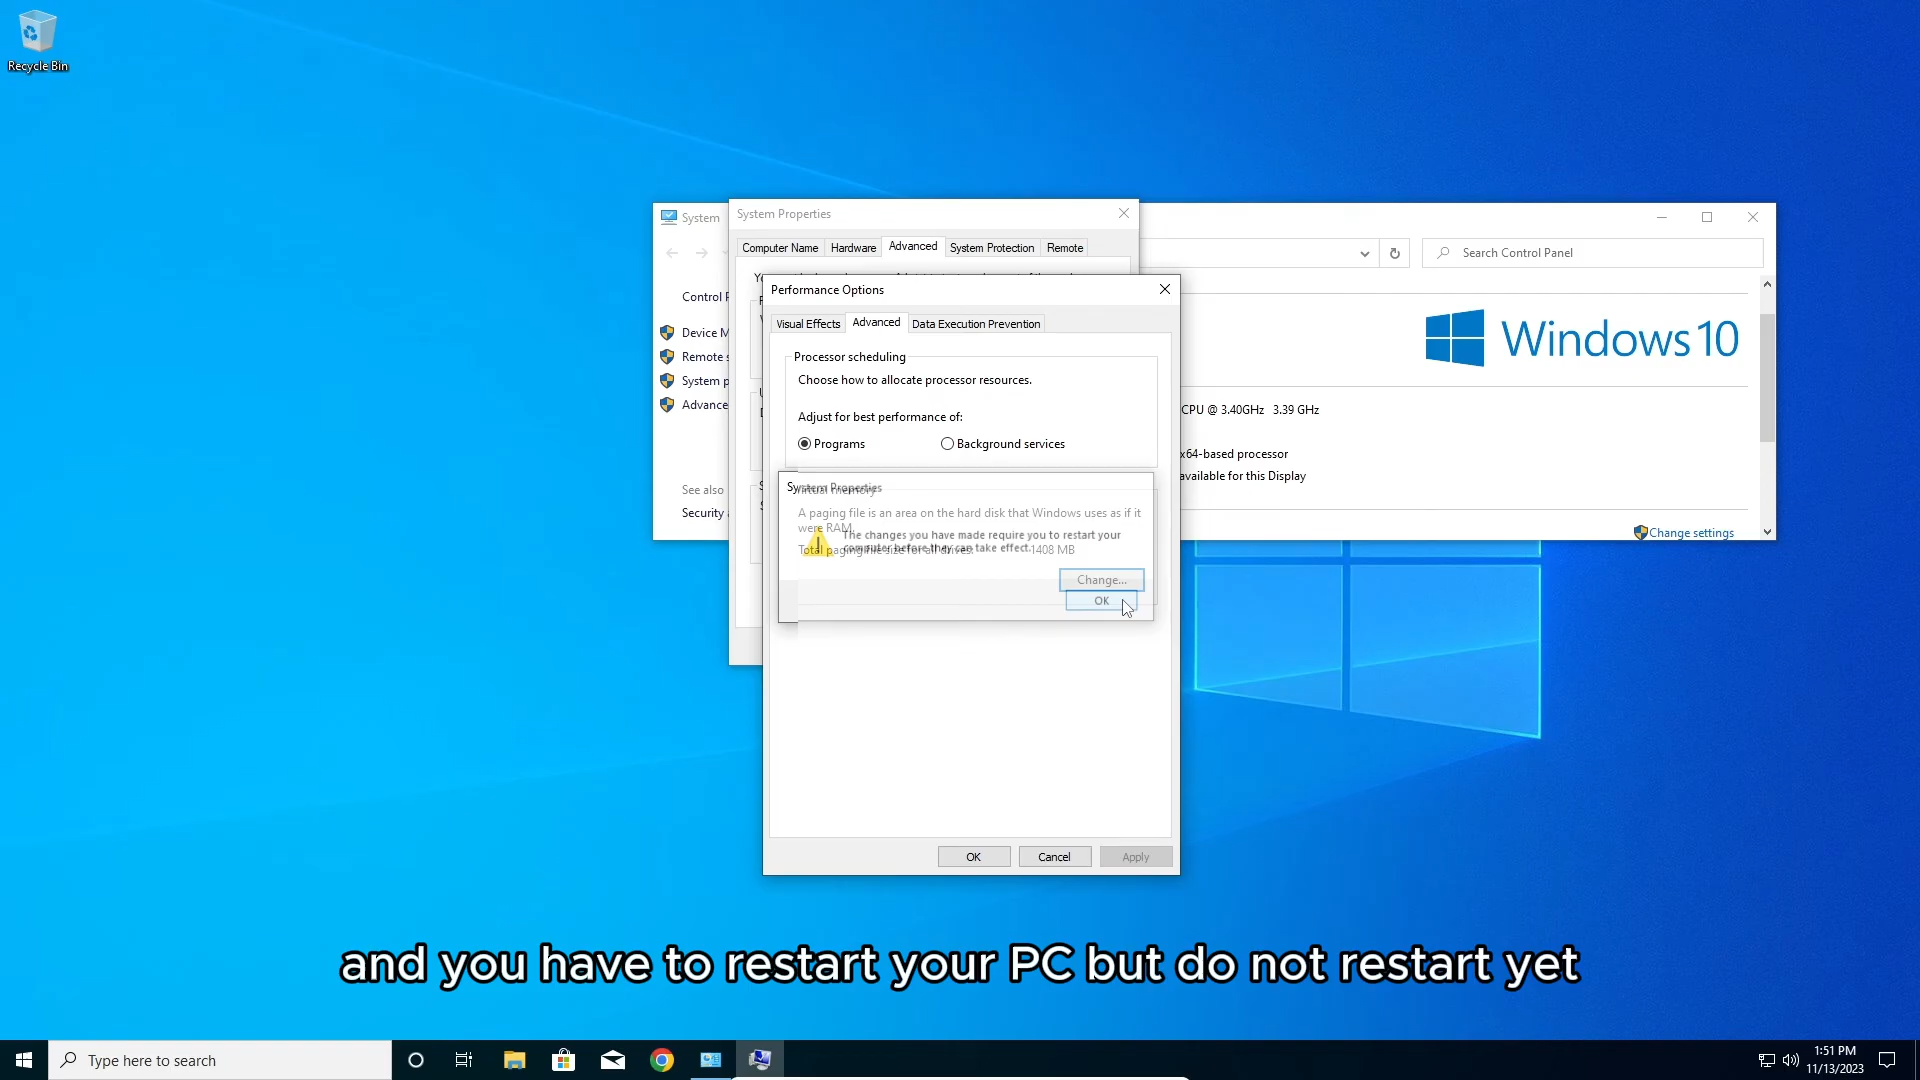 Recycle Bin
System
System Properties
Computer Name
Hardware
Advanced
System Protection
Remote
Search Control Panel
Control
Device M
Remote s
System p
Advance
See also
Security
Performance Options
Visual Effects
Advanced
Data Execution Prevention
Processor scheduling
Choose how to allocate processor resources.
Adjust for best performance of:
Programs
Background services
System Properties
Virtual memory
A paging file is an area on the hard disk that Windows uses as if it
were RAM.
The changes you have made require you to restart your
computer before they can take effect.
Total paging file size for all drives: 1408 MB
Change...
OK
OK
Cancel
Apply
Windows 10
CPU @ 3.40GHz 3.39 GHz
x64-based processor
available for this Display
Change settings
and you have to restart your PC but do not restart yet
Type here to search
1:51 PM
11/13/2023